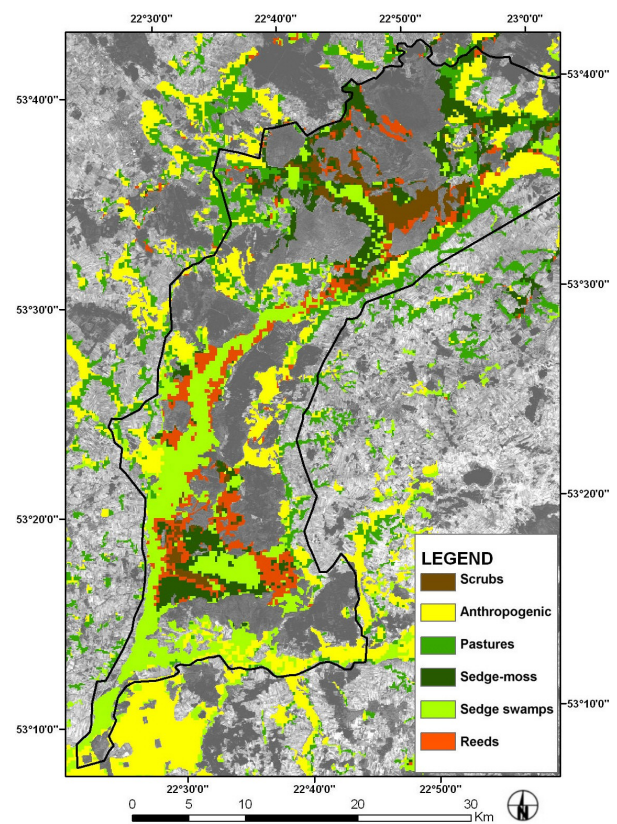 22°30'0" 22°40'0" 22°50'0" 23°0'0"
53°40'0"
53°40'0"
53°30'0"
53°30'0"
53°20'0"
53°20'0"
53°10'0"
53°10'0"
LEGEND
Scrubs
Anthropogenic
Pastures
Sedge-moss
Sedge swamps
Reeds
22°30'0" 22°40'0" 22°50'0"
0 5 10 20 30
Km
N